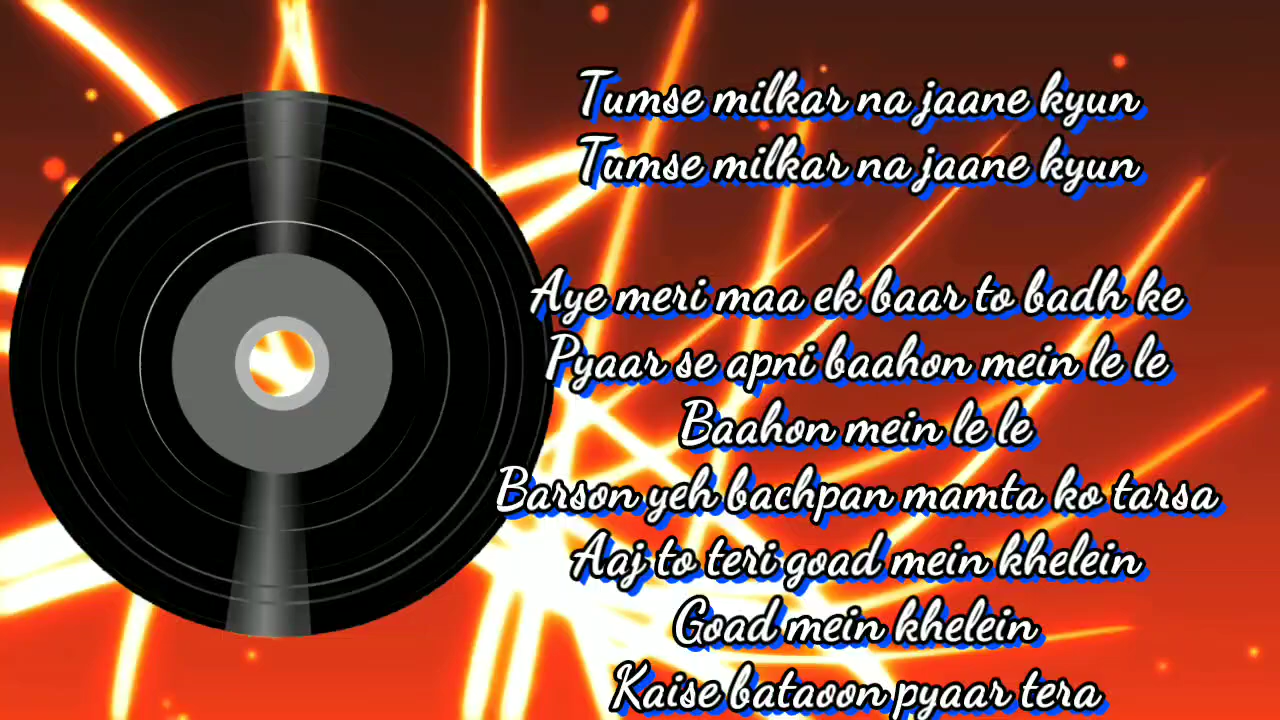 Tumse milkar na jaane kyun
Tumse milkar na jaane kyun
Aye meri maa ek baar to badh ke
Pyaar se apni baahon mein le le
Baahon mein le le
Barson yeh bachpan mamta ko tarsa
Aaj to teri goad mein khelein
Goad mein khelein
Kaise bataoon pyaar tera